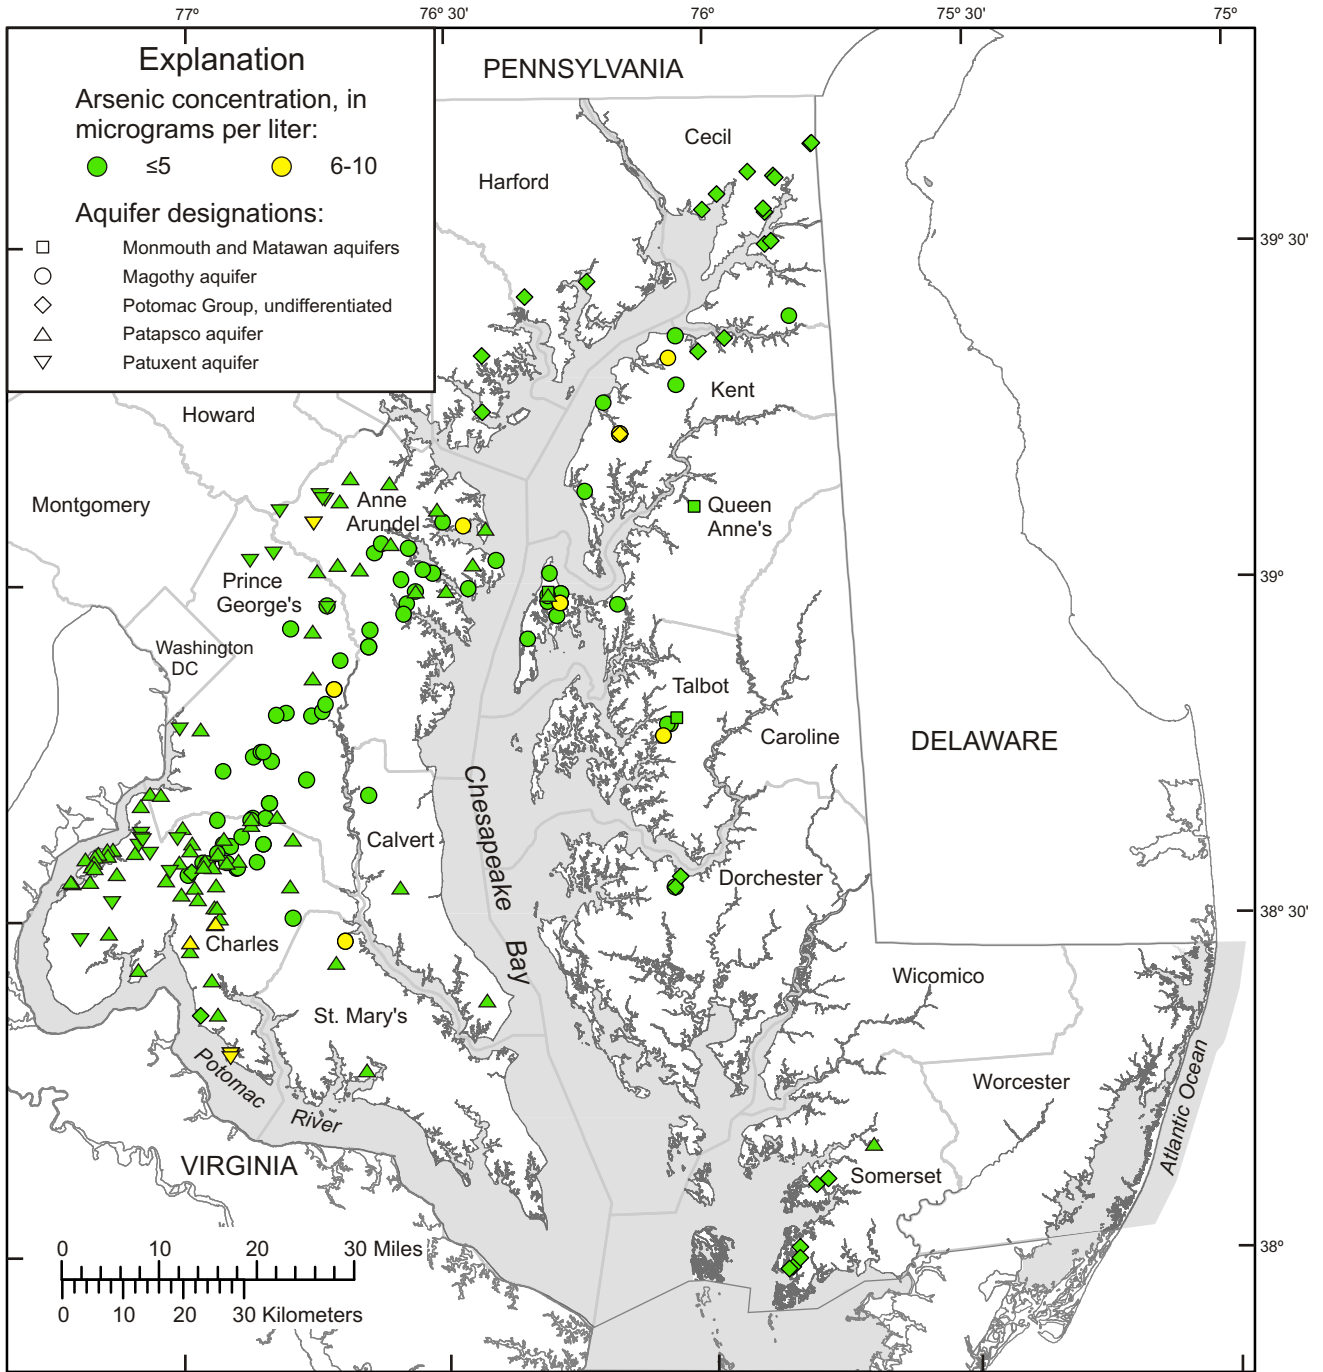 77º 76º 30' 76º 75º 30' 75º
Explanation
Arsenic concentration, in
micrograms per liter:
≤5 6-10
Aquifer designations:
Monmouth and Matawan aquifers
Magothy aquifer
Potomac Group, undifferentiated
Patapsco aquifer
Patuxent aquifer
PENNSYLVANIA
Cecil
Harford
39º 30'
Kent
Howard
Montgomery
Anne
Arundel
Queen
Anne's
39º
Prince
George's
Washington
DC
Talbot
Caroline
DELAWARE
Chesapeake
Bay
Calvert
Dorchester
38º 30'
Charles
Wicomico
St. Mary's
Potomac
River
Worcester
Atlantic Ocean
VIRGINIA
Somerset
38º
0 10 20 30 Miles
0 10 20 30 Kilometers